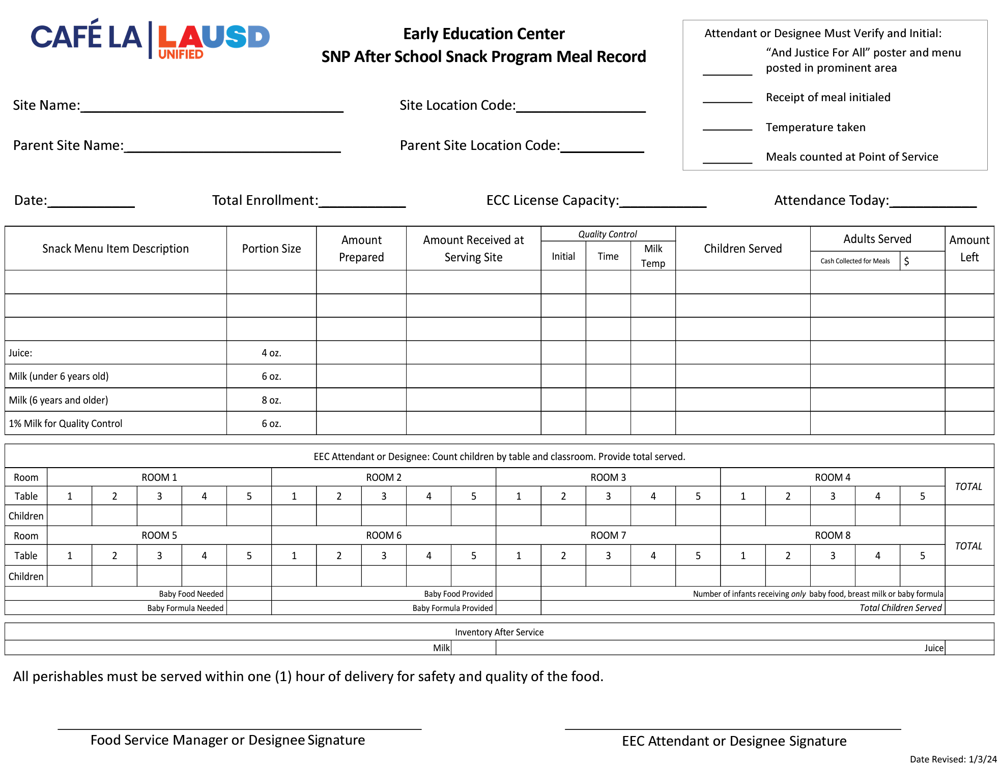 CAFÉ LA | LAUSD
UNIFIED
Early Education Center
SNP After School Snack Program Meal Record
Attendant or Designee Must Verify and Initial:
“And Justice For All” poster and menu
_________ posted in prominent area
_________ Receipt of meal initialed
_________ Temperature taken
_________ Meals counted at Point of Service
Site Name:__________________________________ Site Location Code:_________________
Parent Site Name:____________________________ Parent Site Location Code:___________
Date:___________ Total Enrollment:___________ ECC License Capacity:___________ Attendance Today:___________
Snack Menu Item Description Portion Size Amount Prepared Amount Received at Serving Site Quality Control Initial Time Milk Temp Children Served Adults Served Cash Collected for Meals $ Amount Left
Juice: 4 oz.
Milk (under 6 years old) 6 oz.
Milk (6 years and older) 8 oz.
1% Milk for Quality Control 6 oz.
EEC Attendant or Designee: Count children by table and classroom. Provide total served.
Room ROOM 1 ROOM 2 ROOM 3 ROOM 4 TOTAL
Table 1 2 3 4 5 1 2 3 4 5 1 2 3 4 5 1 2 3 4 5
Children
Room ROOM 5 ROOM 6 ROOM 7 ROOM 8 TOTAL
Table 1 2 3 4 5 1 2 3 4 5 1 2 3 4 5 1 2 3 4 5
Children
Baby Food Needed Baby Food Provided Number of infants receiving only baby food, breast milk or baby formula
Baby Formula Needed Baby Formula Provided Total Children Served
Inventory After Service
Milk Juice
All perishables must be served within one (1) hour of delivery for safety and quality of the food.
Food Service Manager or Designee Signature EEC Attendant or Designee Signature
Date Revised: 1/3/24